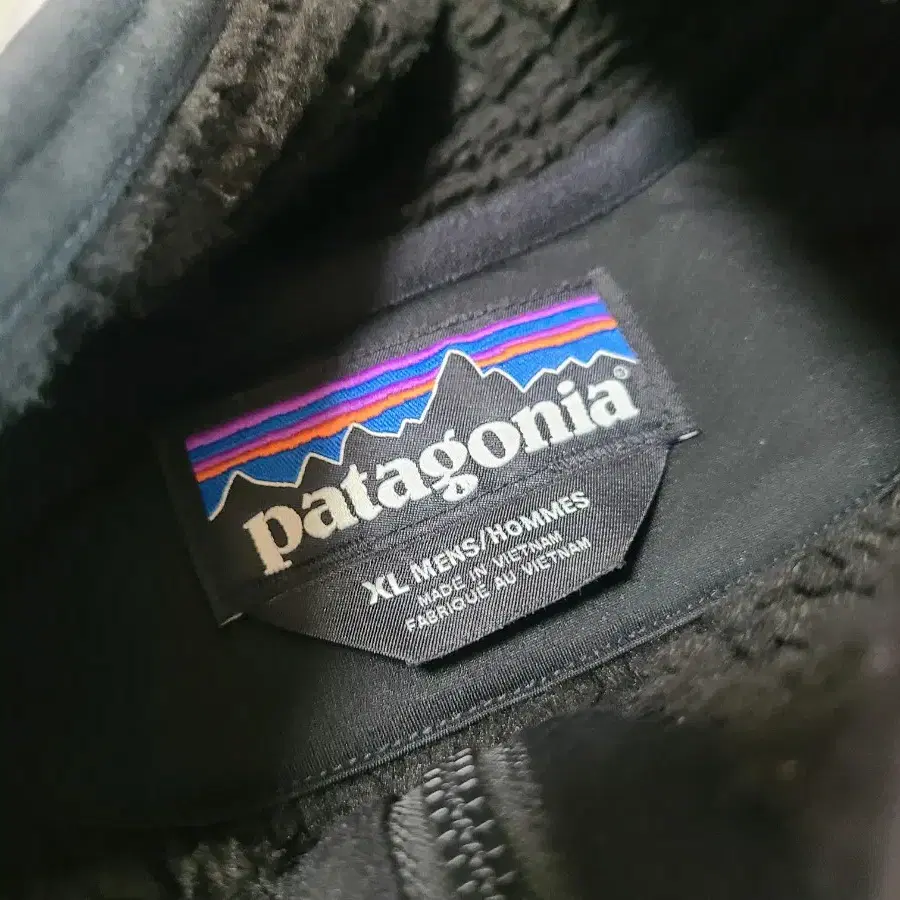 patagonia®
XL MENS/HOMMES
MADE IN VIETNAM
FABRIQUÉ AU VIETNAM